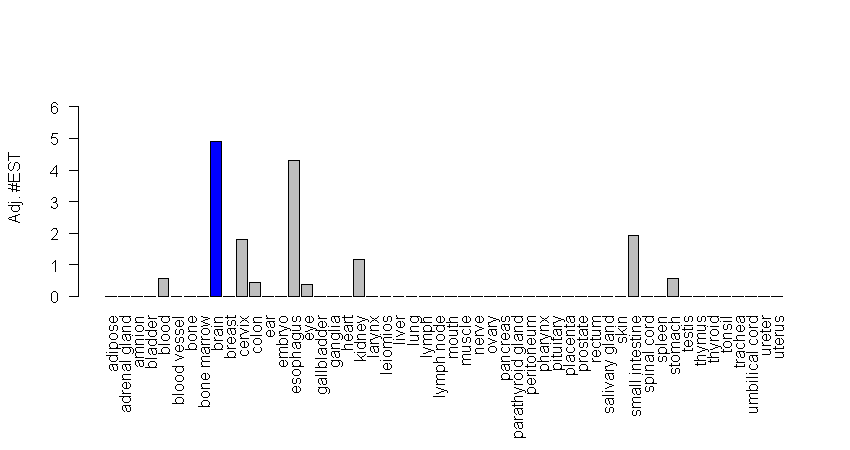 Adj. #EST
6
5
4
3
2
1
0
adipose
adrenal gland
amnion
bladder
blood
blood vessel
bone
bone marrow
brain
breast
cervix
colon
ear
embryo
esophagus
eye
gallbladder
ganglia
heart
kidney
larynx
leiomios
liver
lung
lymph
lymph node
mouth
muscle
nerve
ovary
pancreas
parathyroid gland
peritoneum
pharynx
pituitary
placenta
prostate
rectum
salivary gland
skin
small intestine
spinal cord
spleen
stomach
testis
thymus
thyroid
tonsil
trachea
umbilical cord
ureter
uterus